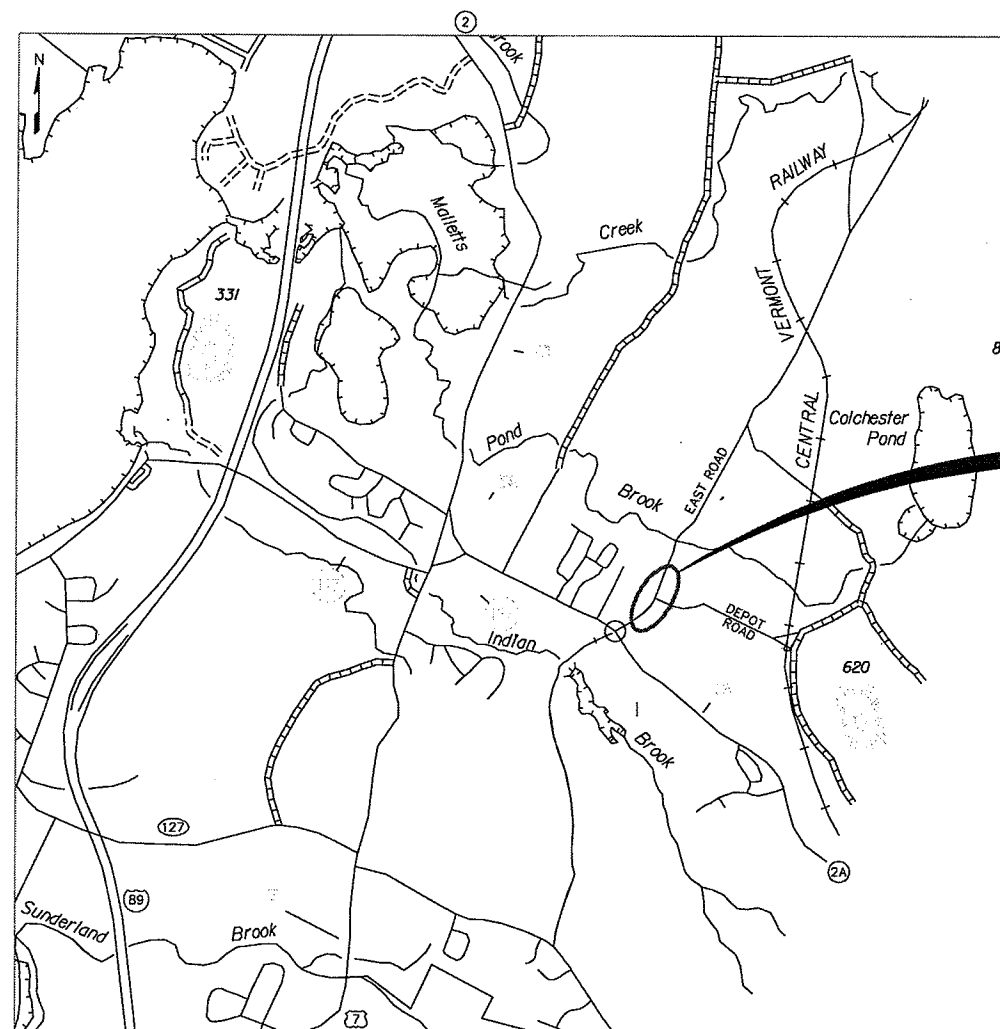 2
N
Brook
RAILWAY
Malletts
Creek
VERMONT
331
8
CENTRAL
Colchester
Pond
Pond
EAST ROAD
Brook
DEPOT
ROAD
Indian
620
Brook
127
2A
89
Sunderland
Brook
7